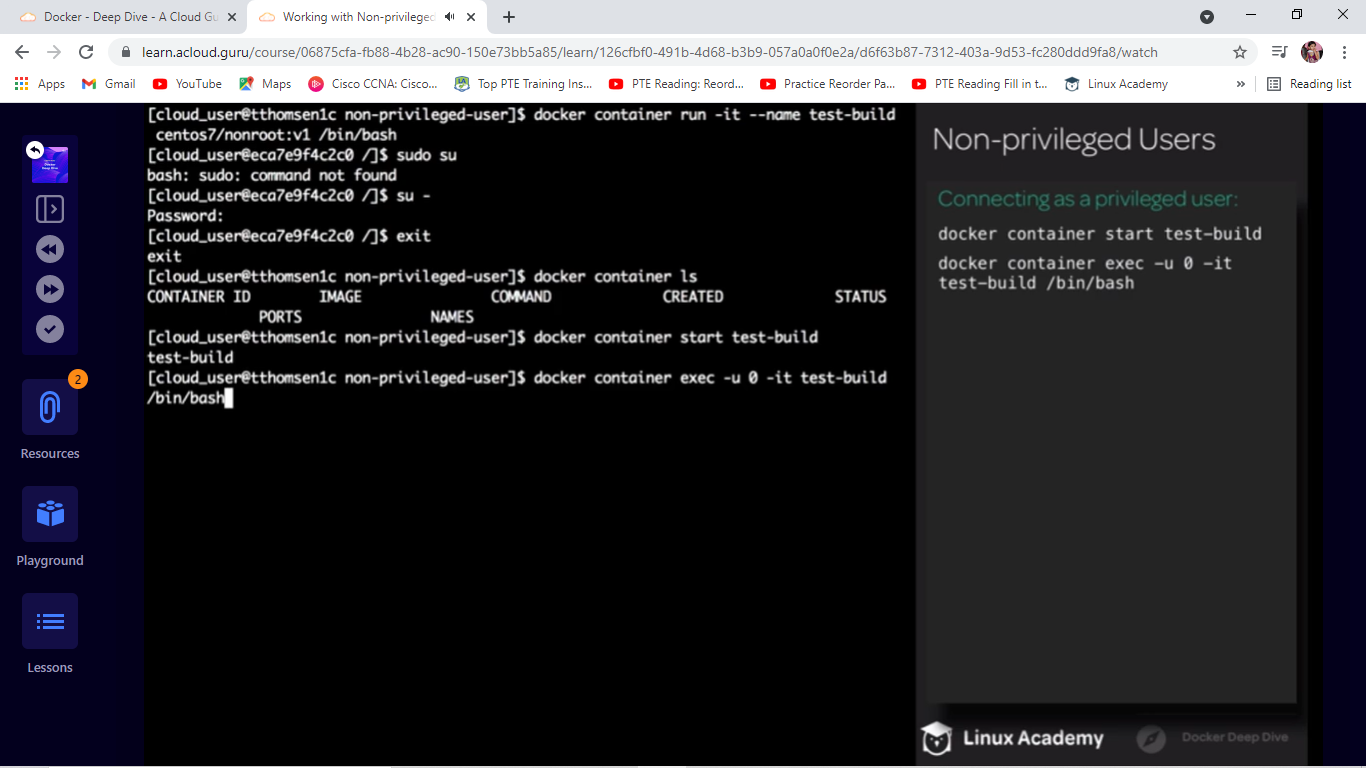 Docker - Deep Dive - A Cloud Gu
Working with Non-privileged
learn.acloud.guru/course/06875cfa-fb88-4b28-ac90-150e73bb5a85/learn/126cfbf0-491b-4d68-b3b9-057a0a0f0e2a/d6f63b87-7312-403a-9d53-fc280ddd9fa8/watch
Apps
Gmail
YouTube
Maps
Cisco CCNA: Cisco...
Top PTE Training Ins...
PTE Reading: Reord...
Practice Reorder Pa...
PTE Reading Fill in t...
Linux Academy
»
Reading list
Docker
Deep Dive
2
Resources
Playground
Lessons
[cloud_user@tthomsen1c non-privileged-user]$ docker container run -it --name test-build
centos7/nonroot:v1 /bin/bash
[cloud_user@eca7e9f4c2c0 /]$ sudo su
bash: sudo: command not found
[cloud_user@eca7e9f4c2c0 /]$ su -
Password:
[cloud_user@eca7e9f4c2c0 /]$ exit
exit
[cloud_user@tthomsen1c non-privileged-user]$ docker container ls
CONTAINER ID IMAGE COMMAND CREATED STATUS
PORTS NAMES
[cloud_user@tthomsen1c non-privileged-user]$ docker container start test-build
test-build
[cloud_user@tthomsen1c non-privileged-user]$ docker container exec -u 0 -it test-build
/bin/bash
Non-privileged Users
Connecting as a privileged user:
docker container start test-build
docker container exec -u 0 -it
test-build /bin/bash
Linux Academy
Docker Deep Dive